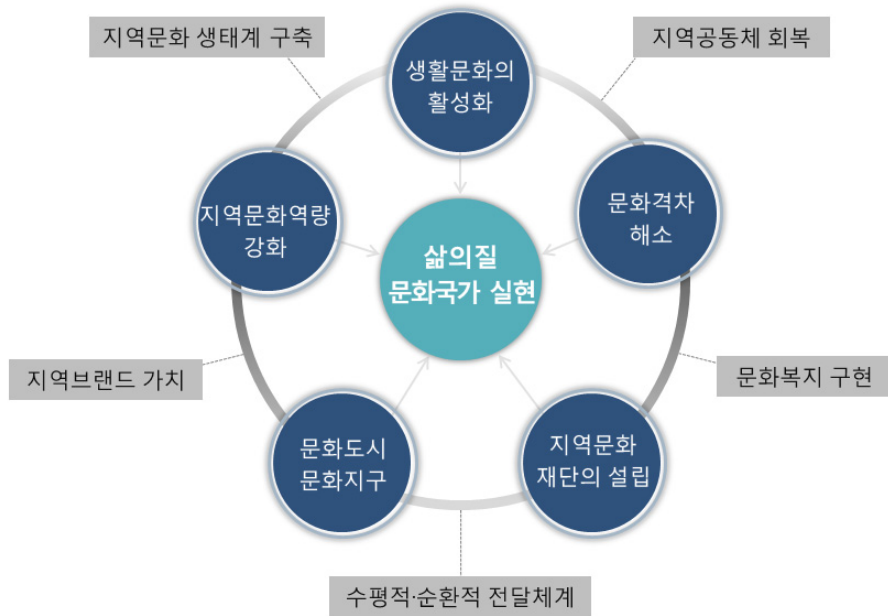 지역문화 생태계 구축
지역공동체 회복
생활문화의
활성화
지역문화역량
강화
문화격차
해소
삶의질
문화국가 실현
지역브랜드 가치
문화복지 구현
문화도시
문화지구
지역문화
재단의 설립
수평적·순환적 전달체계